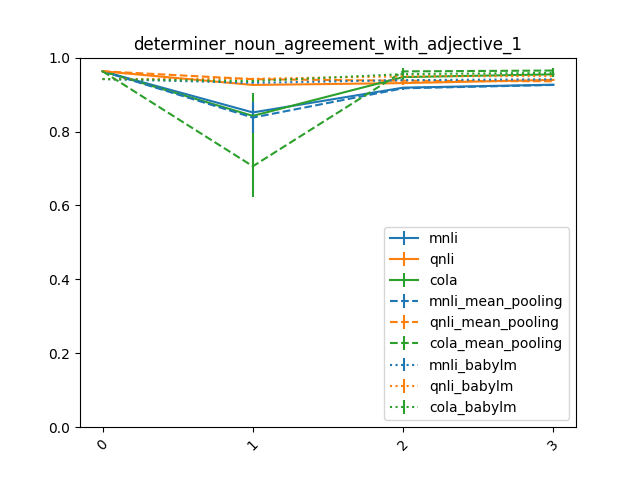 determiner_noun_agreement_with_adjective_1
1.0
0.8
0.6
0.4
0.2
0.0
0
1
2
3
mnli
qnli
cola
mnli_mean_pooling
qnli_mean_pooling
cola_mean_pooling
mnli_babylm
qnli_babylm
cola_babylm